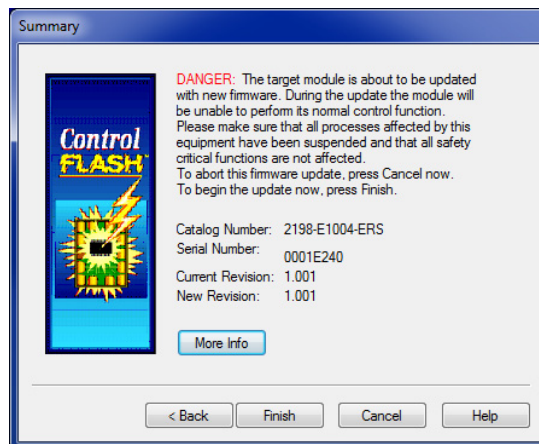 Summary
Control
FLASH
DANGER: The target module is about to be updated
with new firmware. During the update the module will
be unable to perform its normal control function.
Please make sure that all processes affected by this
equipment have been suspended and that all safety
critical functions are not affected.
To abort this firmware update, press Cancel now.
To begin the update now, press Finish.
Catalog Number: 2198-E1004-ERS
Serial Number: 0001E240
Current Revision: 1.001
New Revision: 1.001
More Info
< Back Finish Cancel Help